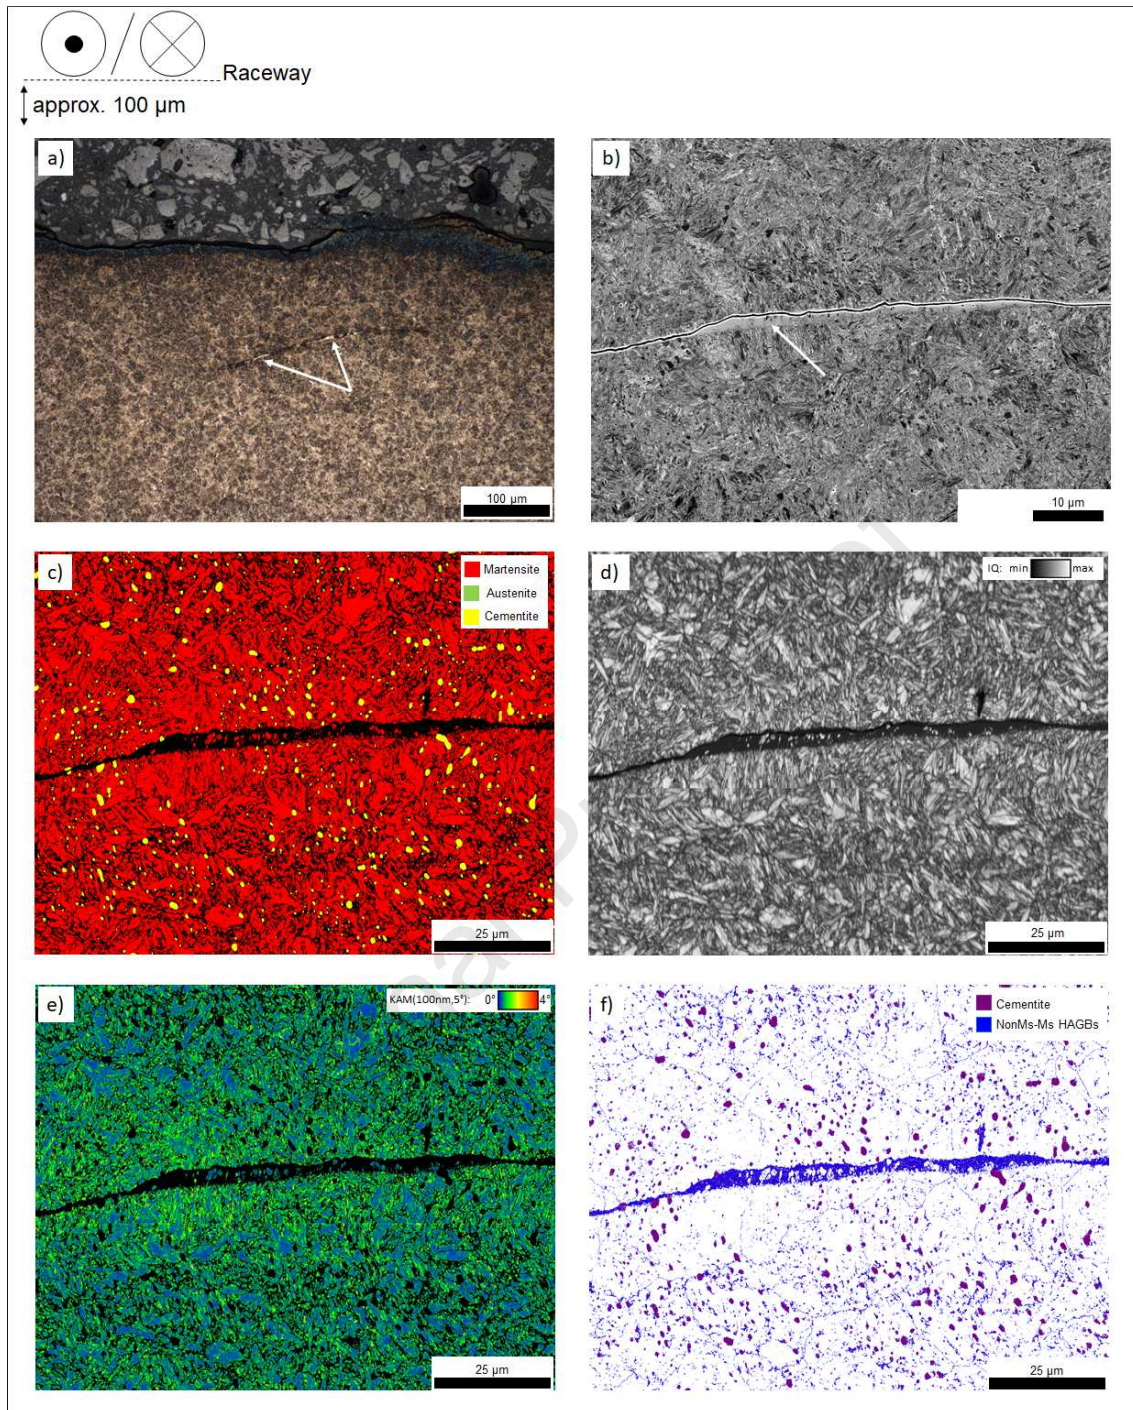 Raceway
approx. 100 µm
a)
100 µm
b)
10 µm
c)
Martensite
Austenite
Cementite
25 µm
d)
IQ: min max
25 µm
e)
KAM(100nm,5°): 0° 4°
25 µm
f)
Cementite
NonMs-Ms HAGBs
25 µm